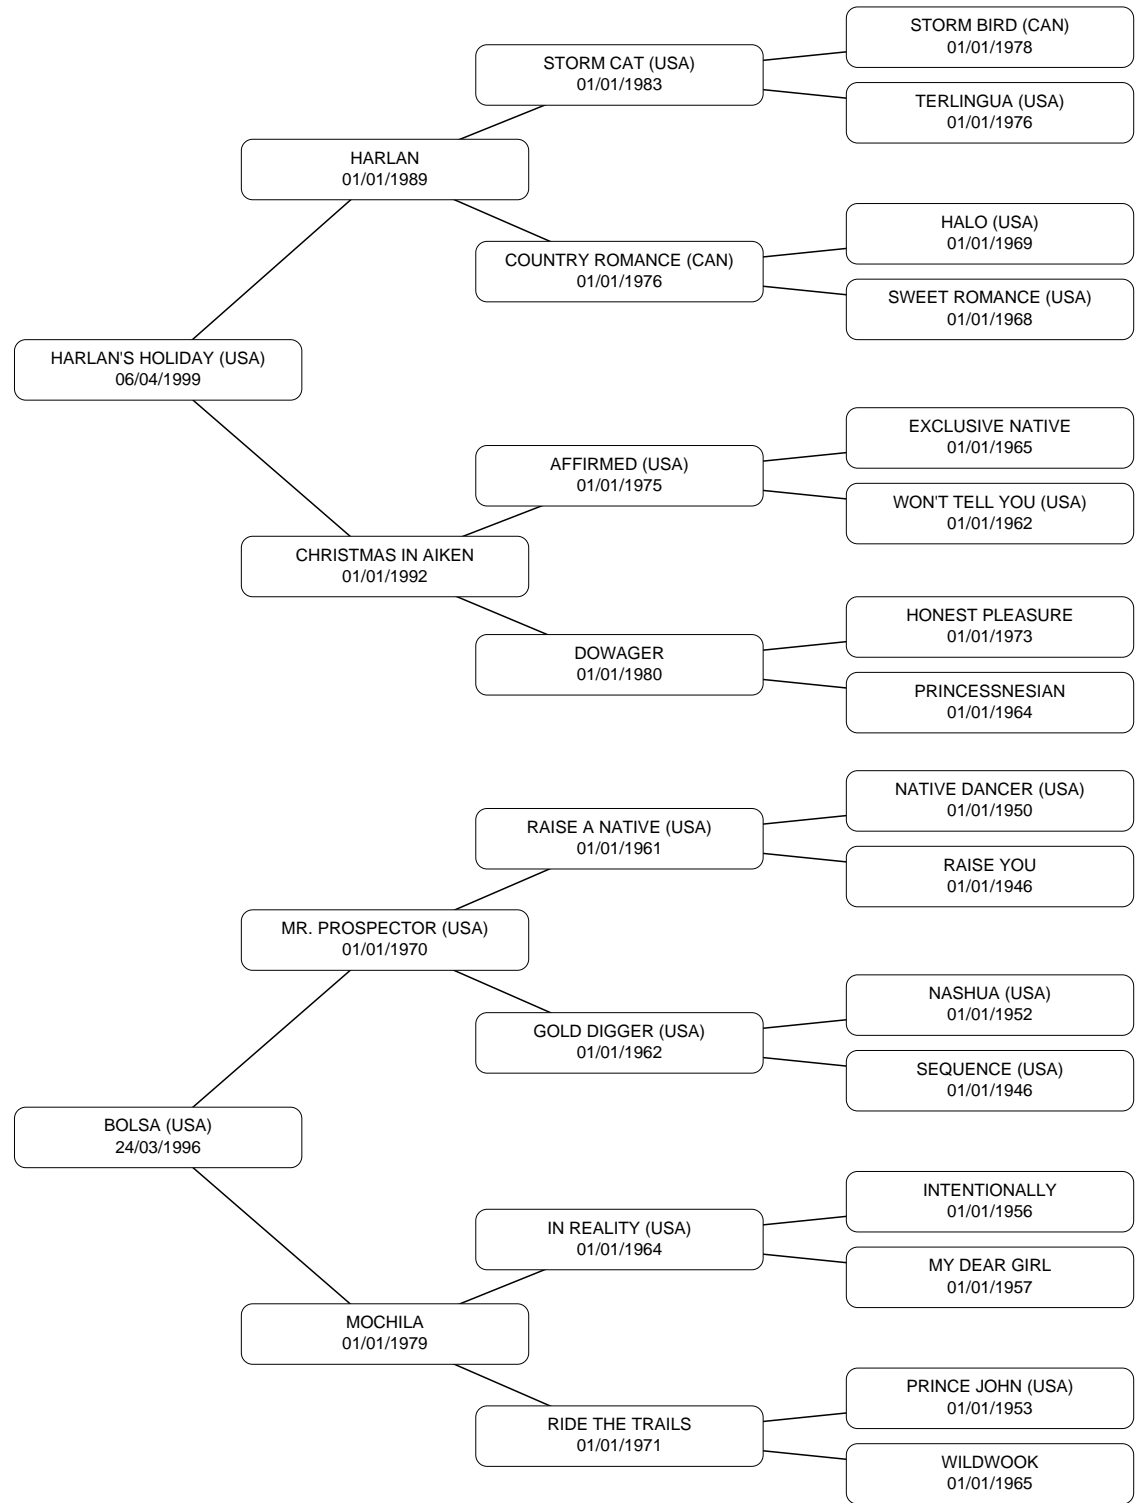 STORM BIRD (CAN)
01/01/1978
STORM CAT (USA)
01/01/1983
TERLINGUA (USA)
01/01/1976
HARLAN
01/01/1989
HALO (USA)
01/01/1969
COUNTRY ROMANCE (CAN)
01/01/1976
SWEET ROMANCE (USA)
01/01/1968
HARLAN'S HOLIDAY (USA)
06/04/1999
EXCLUSIVE NATIVE
01/01/1965
AFFIRMED (USA)
01/01/1975
WON'T TELL YOU (USA)
01/01/1962
CHRISTMAS IN AIKEN
01/01/1992
HONEST PLEASURE
01/01/1973
DOWAGER
01/01/1980
PRINCESSNESIAN
01/01/1964
NATIVE DANCER (USA)
01/01/1950
RAISE A NATIVE (USA)
01/01/1961
RAISE YOU
01/01/1946
MR. PROSPECTOR (USA)
01/01/1970
NASHUA (USA)
01/01/1952
GOLD DIGGER (USA)
01/01/1962
SEQUENCE (USA)
01/01/1946
BOLSA (USA)
24/03/1996
INTENTIONALLY
01/01/1956
IN REALITY (USA)
01/01/1964
MY DEAR GIRL
01/01/1957
MOCHILA
01/01/1979
PRINCE JOHN (USA)
01/01/1953
RIDE THE TRAILS
01/01/1971
WILDWOOK
01/01/1965